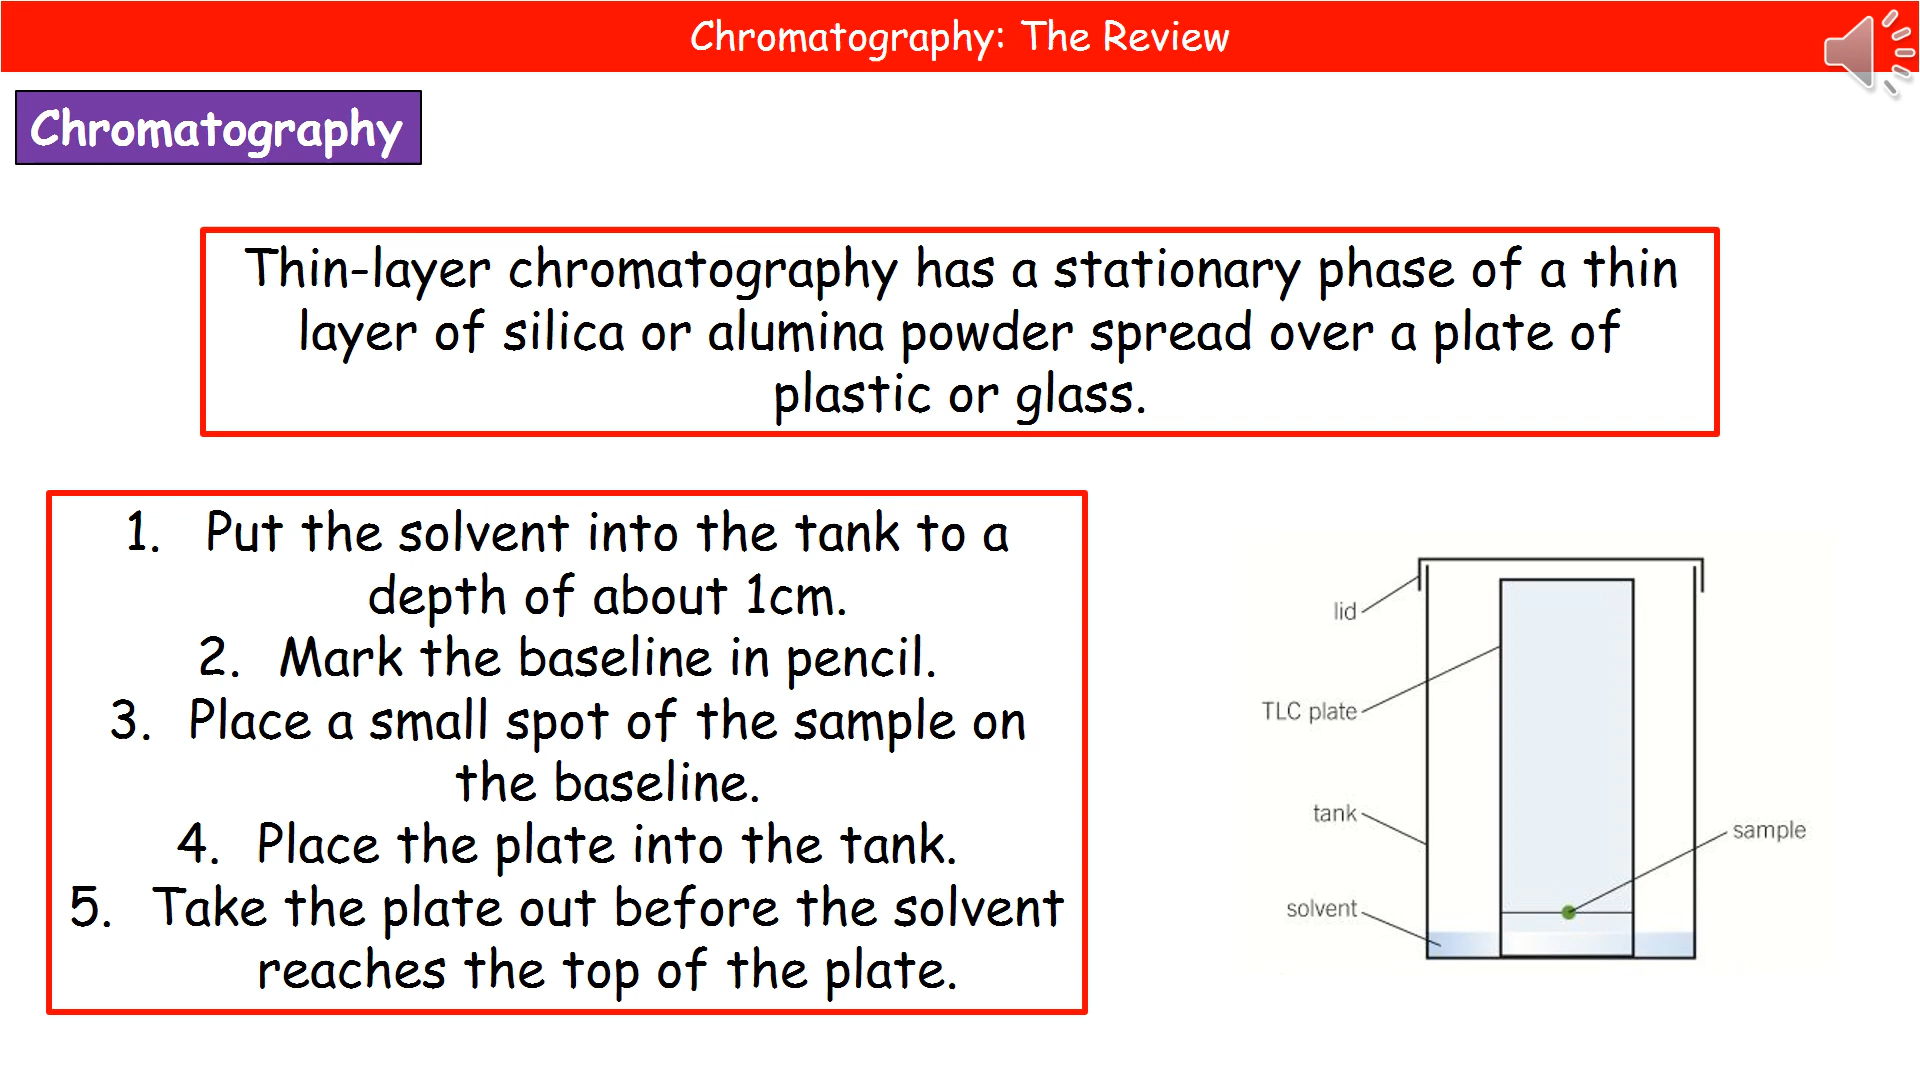 Chromatography: The Review
Chromatography
Thin-layer chromatography has a stationary phase of a thin
layer of silica or alumina powder spread over a plate of
plastic or glass.
1. Put the solvent into the tank to a
depth of about 1cm.
2. Mark the baseline in pencil.
3. Place a small spot of the sample on
the baseline.
4. Place the plate into the tank.
5. Take the plate out before the solvent
reaches the top of the plate.
lid
TLC plate
tank
sample
solvent